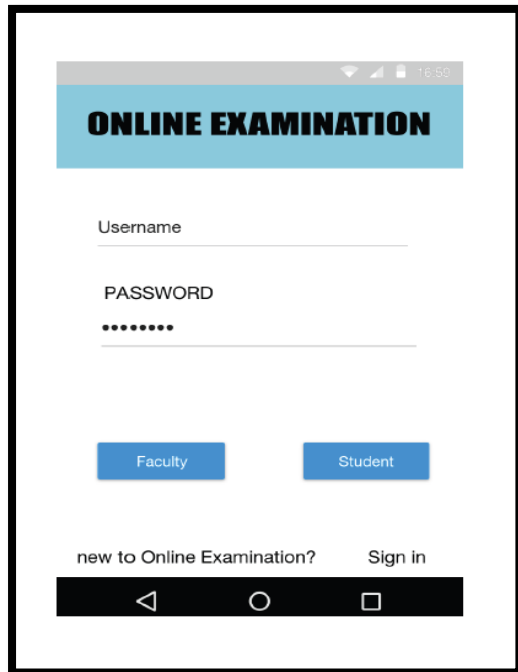 16:50
ONLINE EXAMINATION
Username
PASSWORD
••••••••
Faculty Student
new to Online Examination? Sign in